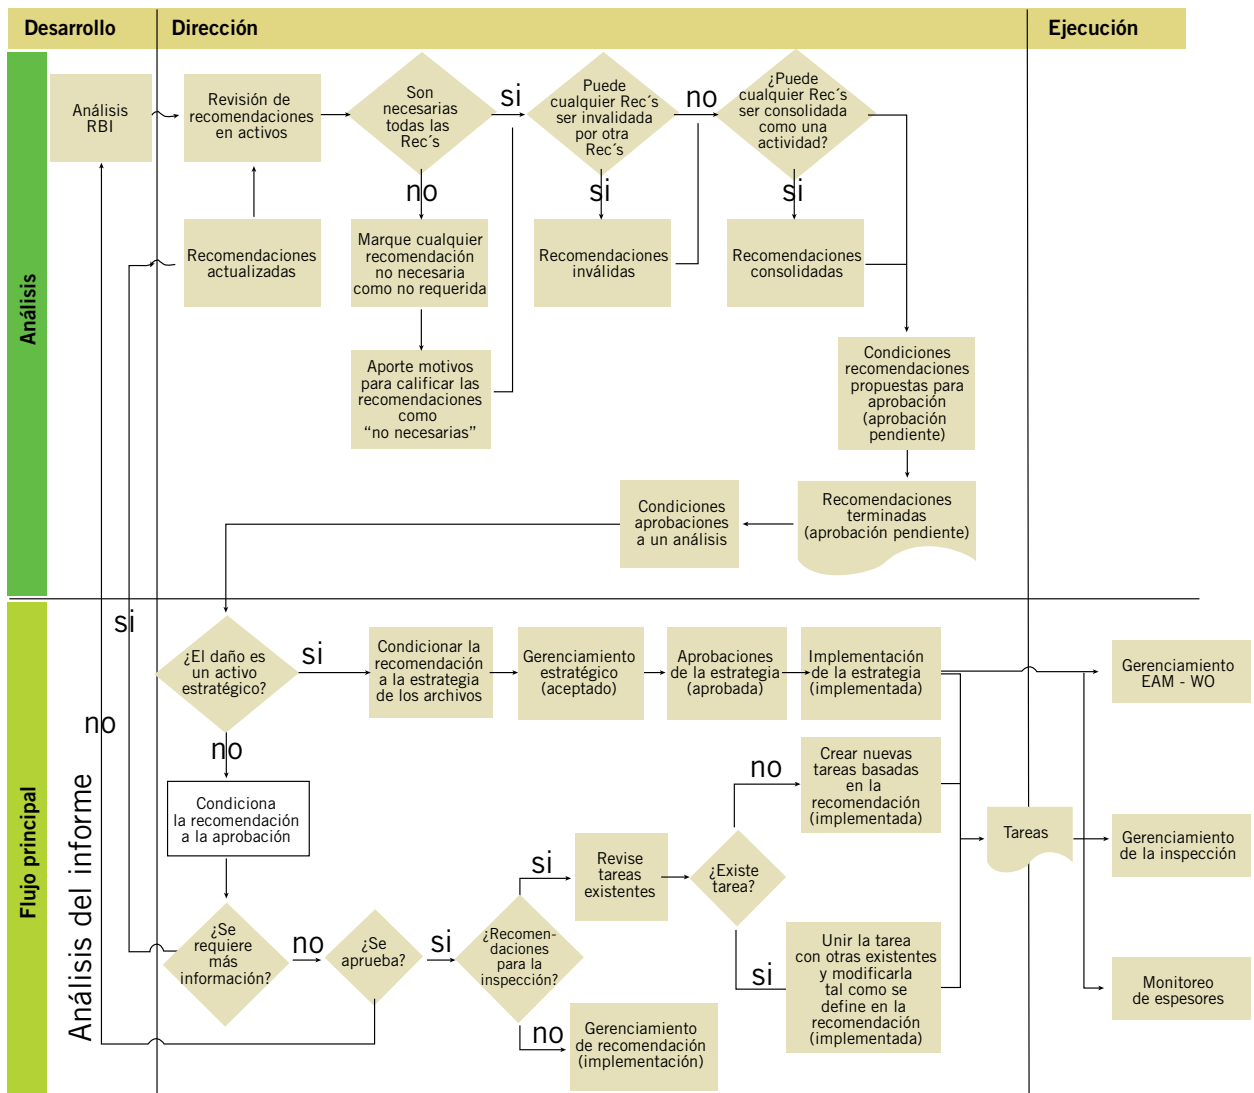 Desarrollo
Dirección
Ejecución
Análisis
Análisis
RBI
Revisión de
recomendaciones
en activos
Son
necesarias
todas las
Rec´s
si
Puede
cualquier Rec´s
ser invalidada
por otra
Rec´s
no
¿Puede
cualquier Rec´s
ser consolidada
como una
actividad?
no
si
si
Recomendaciones
actualizadas
Marque cualquier
recomendación
no necesaria
como no requerida
Recomendaciones
inválidas
Recomendaciones
consolidadas
Aporte motivos
para calificar las
recomendaciones
como
“no necesarias”
Condiciones
recomendaciones
propuestas para
aprobación
(aprobación
pendiente)
Condiciones
aprobaciones
a un análisis
Recomendaciones
terminadas
(aprobación pendiente)
Flujo principal
si
no
Análisis del informe
¿El daño es
un activo
estratégico?
si
Condicionar la
recomendación
a la estrategia
de los archivos
Gerenciamiento
estratégico
(aceptado)
Aprobaciones
de la estrategia
(aprobada)
Implementación
de la estrategia
(implementada)
Gerenciamiento
EAM - WO
no
Condiciona
la recomendación
a la aprobación
no
Crear nuevas
tareas basadas
en la
recomendación
(implementada)
si
Revise
tareas
existentes
¿Existe
tarea?
Tareas
Gerenciamiento
de la inspección
¿Se
requiere
más
información?
no
¿Se
aprueba?
si
¿Recomen-
daciones
para la
inspección?
si
Unir la tarea
con otras existentes
y modificarla
tal como se
define en la
recomendación
(implementada)
Monitoreo
de espesores
no
Gerenciamiento
de recomendación
(implementación)